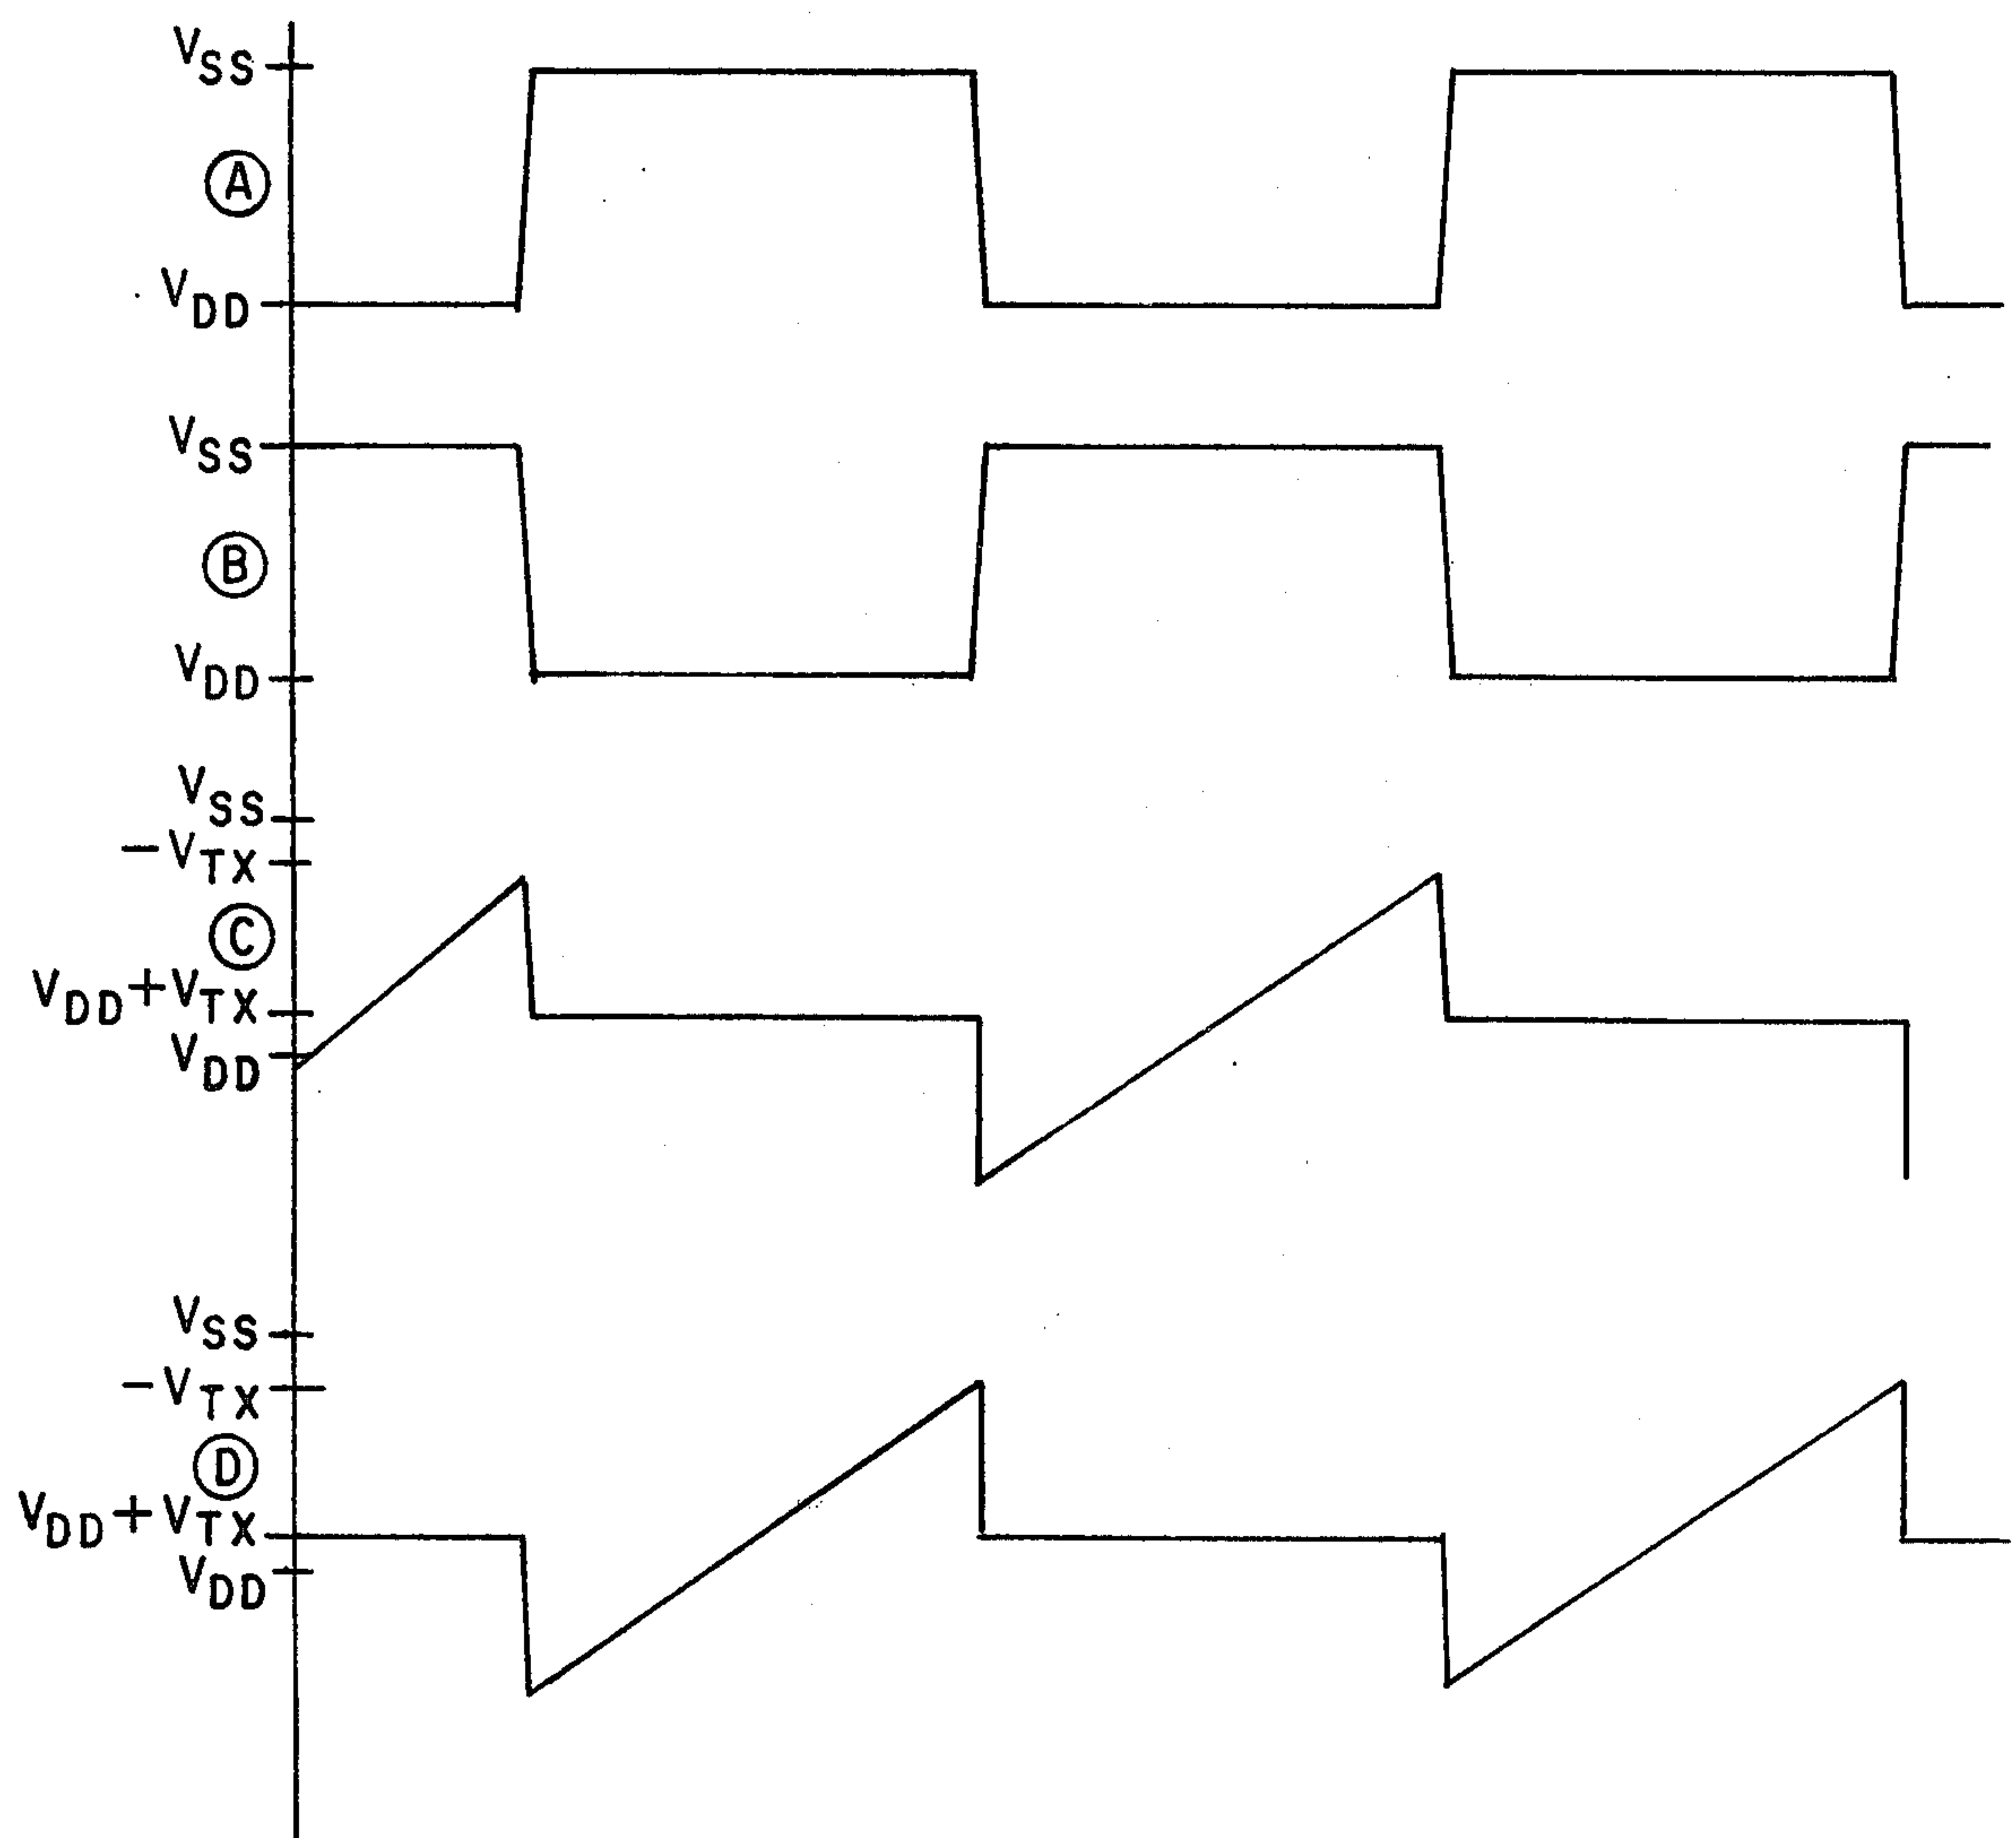 VSS
Ⓐ
VDD
VSS
Ⓑ
VDD
VSS
−VTX
Ⓒ
VDD+VTX
VDD
VSS
−VTX
Ⓓ
VDD+VTX
VDD